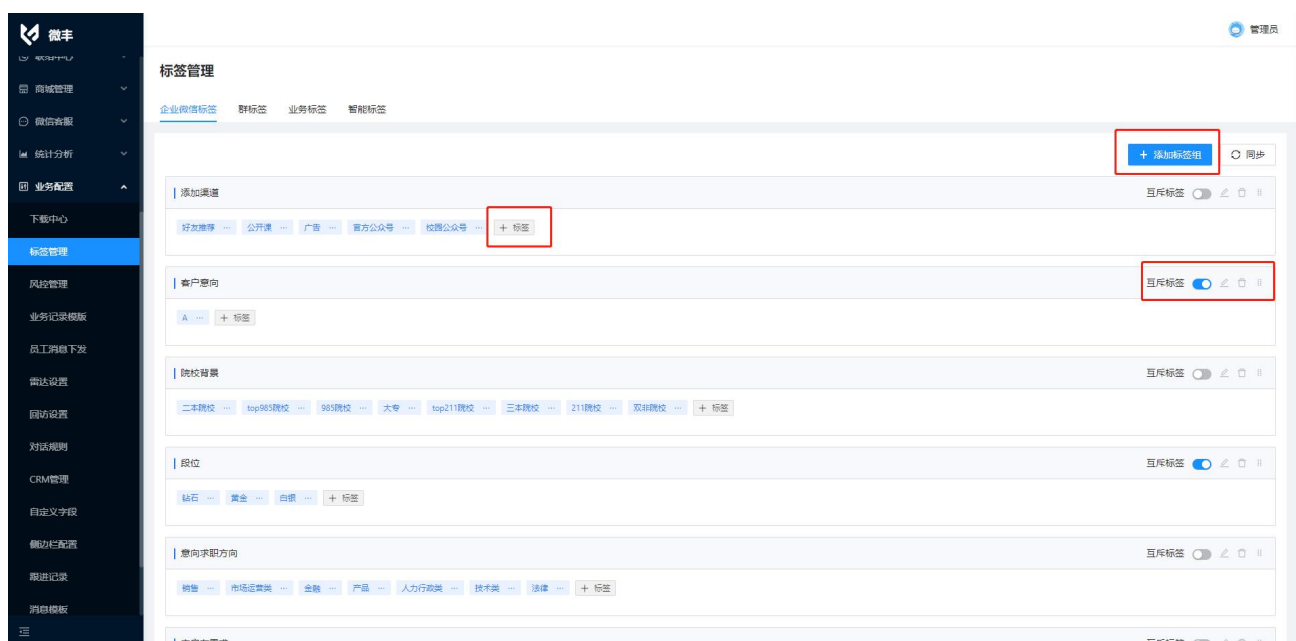 微丰
管理员
标签管理
商城管理
微信客服
统计分析
业务配置
下载中心
标签管理
风控管理
业务记录模版
员工消息下发
雷达设置
回访设置
对话规则
CRM管理
自定义字段
侧边栏配置
跟进记录
消息模板
企业微信标签 群标签 业务标签 智能标签
+ 添加标签组 同步
添加渠道 互斥标签
好友推荐 ··· 公开课 ··· 广告 ··· 官方公众号 ··· 校园公众号 ··· + 标签
客户意向 互斥标签
A ··· + 标签
院校背景 互斥标签
二本院校 ··· top985院校 ··· 985院校 ··· 大专 ··· top211院校 ··· 三本院校 ··· 211院校 ··· 双非院校 ··· + 标签
段位 互斥标签
钻石 ··· 黄金 ··· 白银 ··· + 标签
意向求职方向 互斥标签
销售 ··· 市场运营类 ··· 金融 ··· 产品 ··· 人力行政类 ··· 技术类 ··· 法律 ··· + 标签